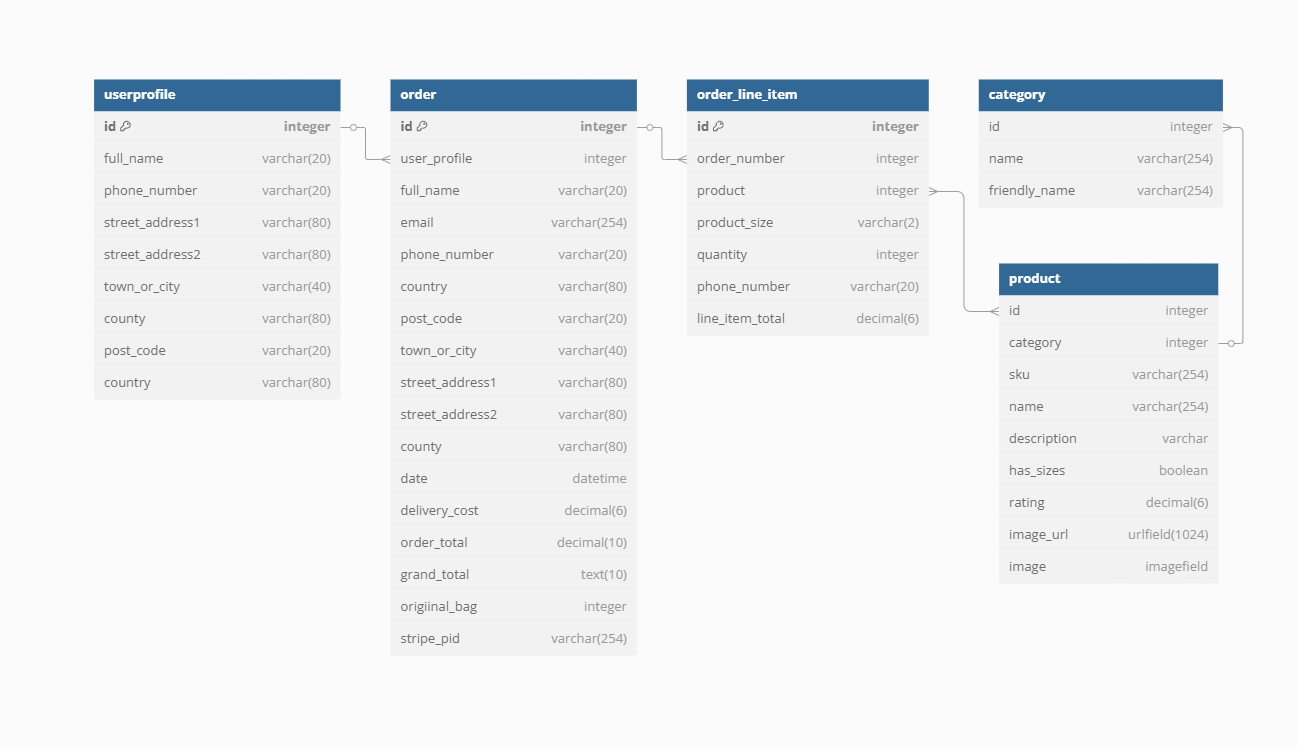 userprofile
id integer
full_name varchar(20)
phone_number varchar(20)
street_address1 varchar(80)
street_address2 varchar(80)
town_or_city varchar(40)
county varchar(80)
post_code varchar(20)
country varchar(80)
order
id integer
user_profile integer
full_name varchar(20)
email varchar(254)
phone_number varchar(20)
country varchar(80)
post_code varchar(20)
town_or_city varchar(40)
street_address1 varchar(80)
street_address2 varchar(80)
county varchar(80)
date datetime
delivery_cost decimal(6)
order_total decimal(10)
grand_total text(10)
origiinal_bag integer
stripe_pid varchar(254)
order_line_item
id integer
order_number integer
product integer
product_size varchar(2)
quantity integer
phone_number varchar(20)
line_item_total decimal(6)
category
id integer
name varchar(254)
friendly_name varchar(254)
product
id integer
category integer
sku varchar(254)
name varchar(254)
description varchar
has_sizes boolean
rating decimal(6)
image_url urlfield(1024)
image imagefield